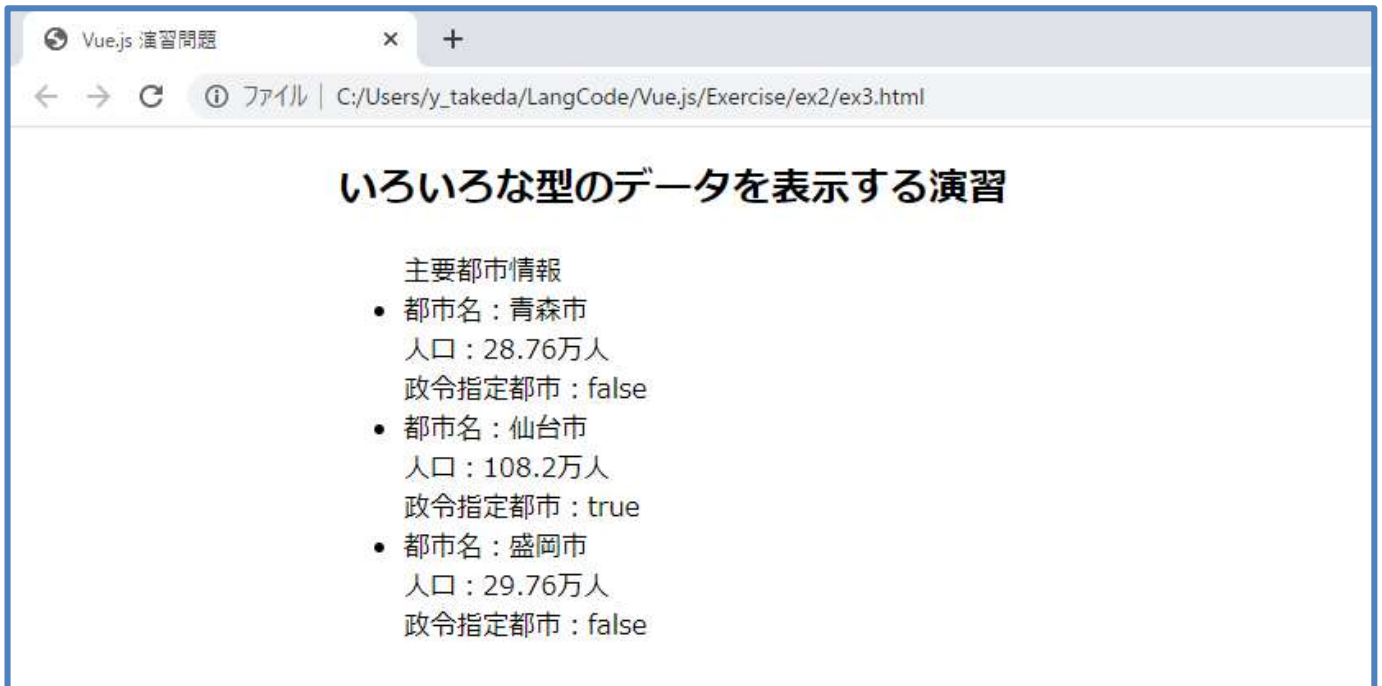 Vue.js 演習問題
ファイル | C:/Users/y_takeda/LangCode/Vue.js/Exercise/ex2/ex3.html
いろいろな型のデータを表示する演習
主要都市情報
都市名：青森市
人口：28.76万人
政令指定都市：false
都市名：仙台市
人口：108.2万人
政令指定都市：true
都市名：盛岡市
人口：29.76万人
政令指定都市：false